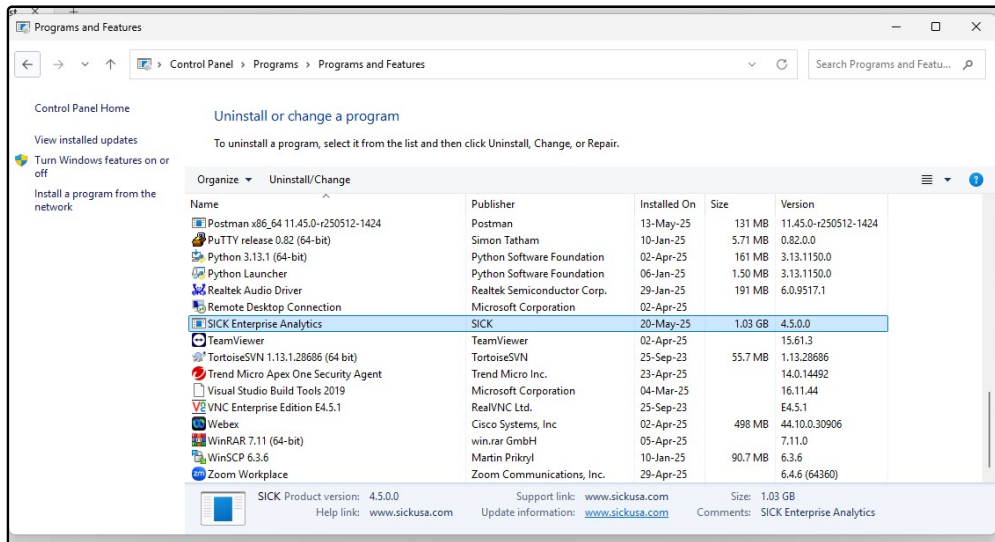 st
Programs and Features
Control Panel > Programs > Programs and Features
Search Programs and Featu...
Control Panel Home
View installed updates
Turn Windows features on or
off
Install a program from the
network
Uninstall or change a program
To uninstall a program, select it from the list and then click Uninstall, Change, or Repair.
Organize Uninstall/Change
Name Publisher Installed On Size Version
Postman x86_64 11.45.0-r250512-1424 Postman 13-May-25 131 MB 11.45.0-r250512-1424
PuTTY release 0.82 (64-bit) Simon Tatham 10-Jan-25 5.71 MB 0.82.0.0
Python 3.13.1 (64-bit) Python Software Foundation 02-Apr-25 161 MB 3.13.1150.0
Python Launcher Python Software Foundation 06-Jan-25 1.50 MB 3.13.1150.0
Realtek Audio Driver Realtek Semiconductor Corp. 29-Jan-25 191 MB 6.0.9517.1
Remote Desktop Connection Microsoft Corporation 02-Apr-25
SICK Enterprise Analytics SICK 20-May-25 1.03 GB 4.5.0.0
TeamViewer TeamViewer 02-Apr-25 15.61.3
TortoiseSVN 1.13.1.28686 (64 bit) TortoiseSVN 25-Sep-23 55.7 MB 1.13.28686
Trend Micro Apex One Security Agent Trend Micro Inc. 23-Apr-25 14.0.14492
Visual Studio Build Tools 2019 Microsoft Corporation 04-Mar-25 16.11.44
VNC Enterprise Edition E4.5.1 RealVNC Ltd. 25-Sep-23 E4.5.1
Webex Cisco Systems, Inc 02-Apr-25 498 MB 44.10.0.30906
WinRAR 7.11 (64-bit) win.rar GmbH 05-Apr-25 7.11.0
WinSCP 6.3.6 Martin Prikryl 10-Jan-25 90.7 MB 6.3.6
zm Zoom Workplace Zoom Communications, Inc. 29-Apr-25 6.4.6 (64360)
SICK Product version: 4.5.0.0 Support link: www.sickusa.com Size: 1.03 GB
Help link: www.sickusa.com Update information: www.sickusa.com Comments: SICK Enterprise Analytics